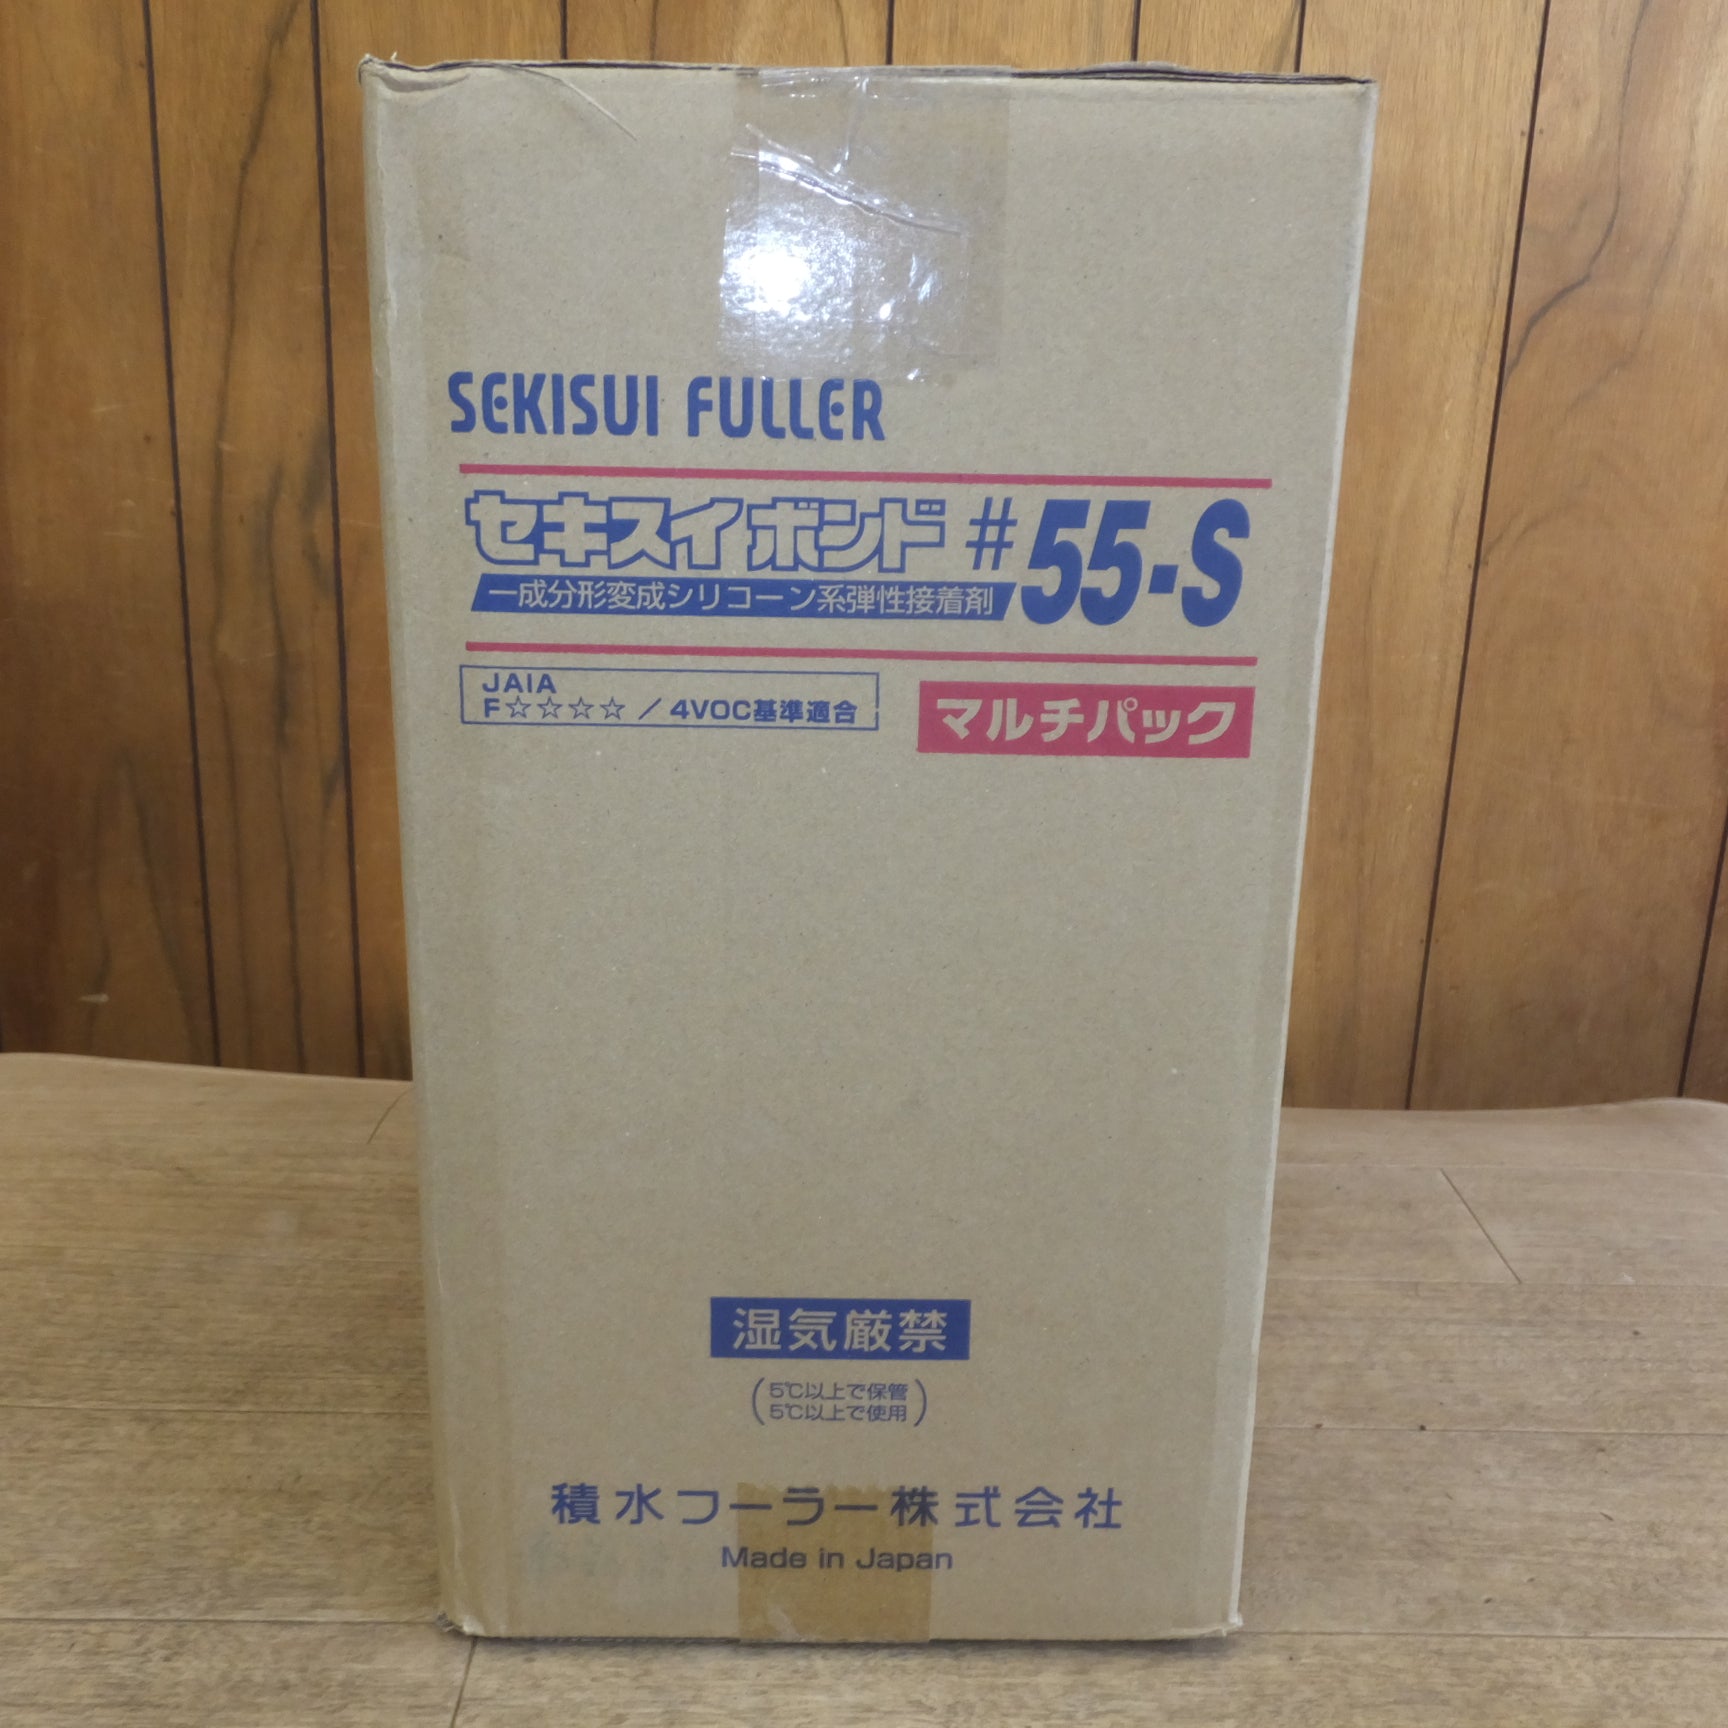 SEKISUI FULLER
セキスイボンド #55-S
一成分形変成シリコーン系弾性接着剤
JAIA
F☆☆☆☆／4VOC基準適合
マルチパック
湿気厳禁
(5℃以上で保管
5℃以上で使用)
積水フーラー株式会社
Made in Japan